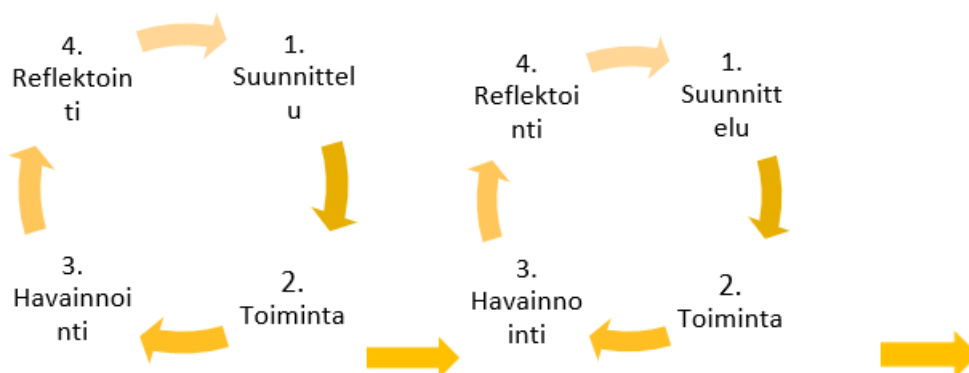 1.
Suunnittel
u
2.
Toiminta
3.
Havainnoi
nti
4.
Reflektoin
ti
1.
Suunnitt
elu
2.
Toiminta
3.
Havainno
inti
4.
Reflektoi
nti